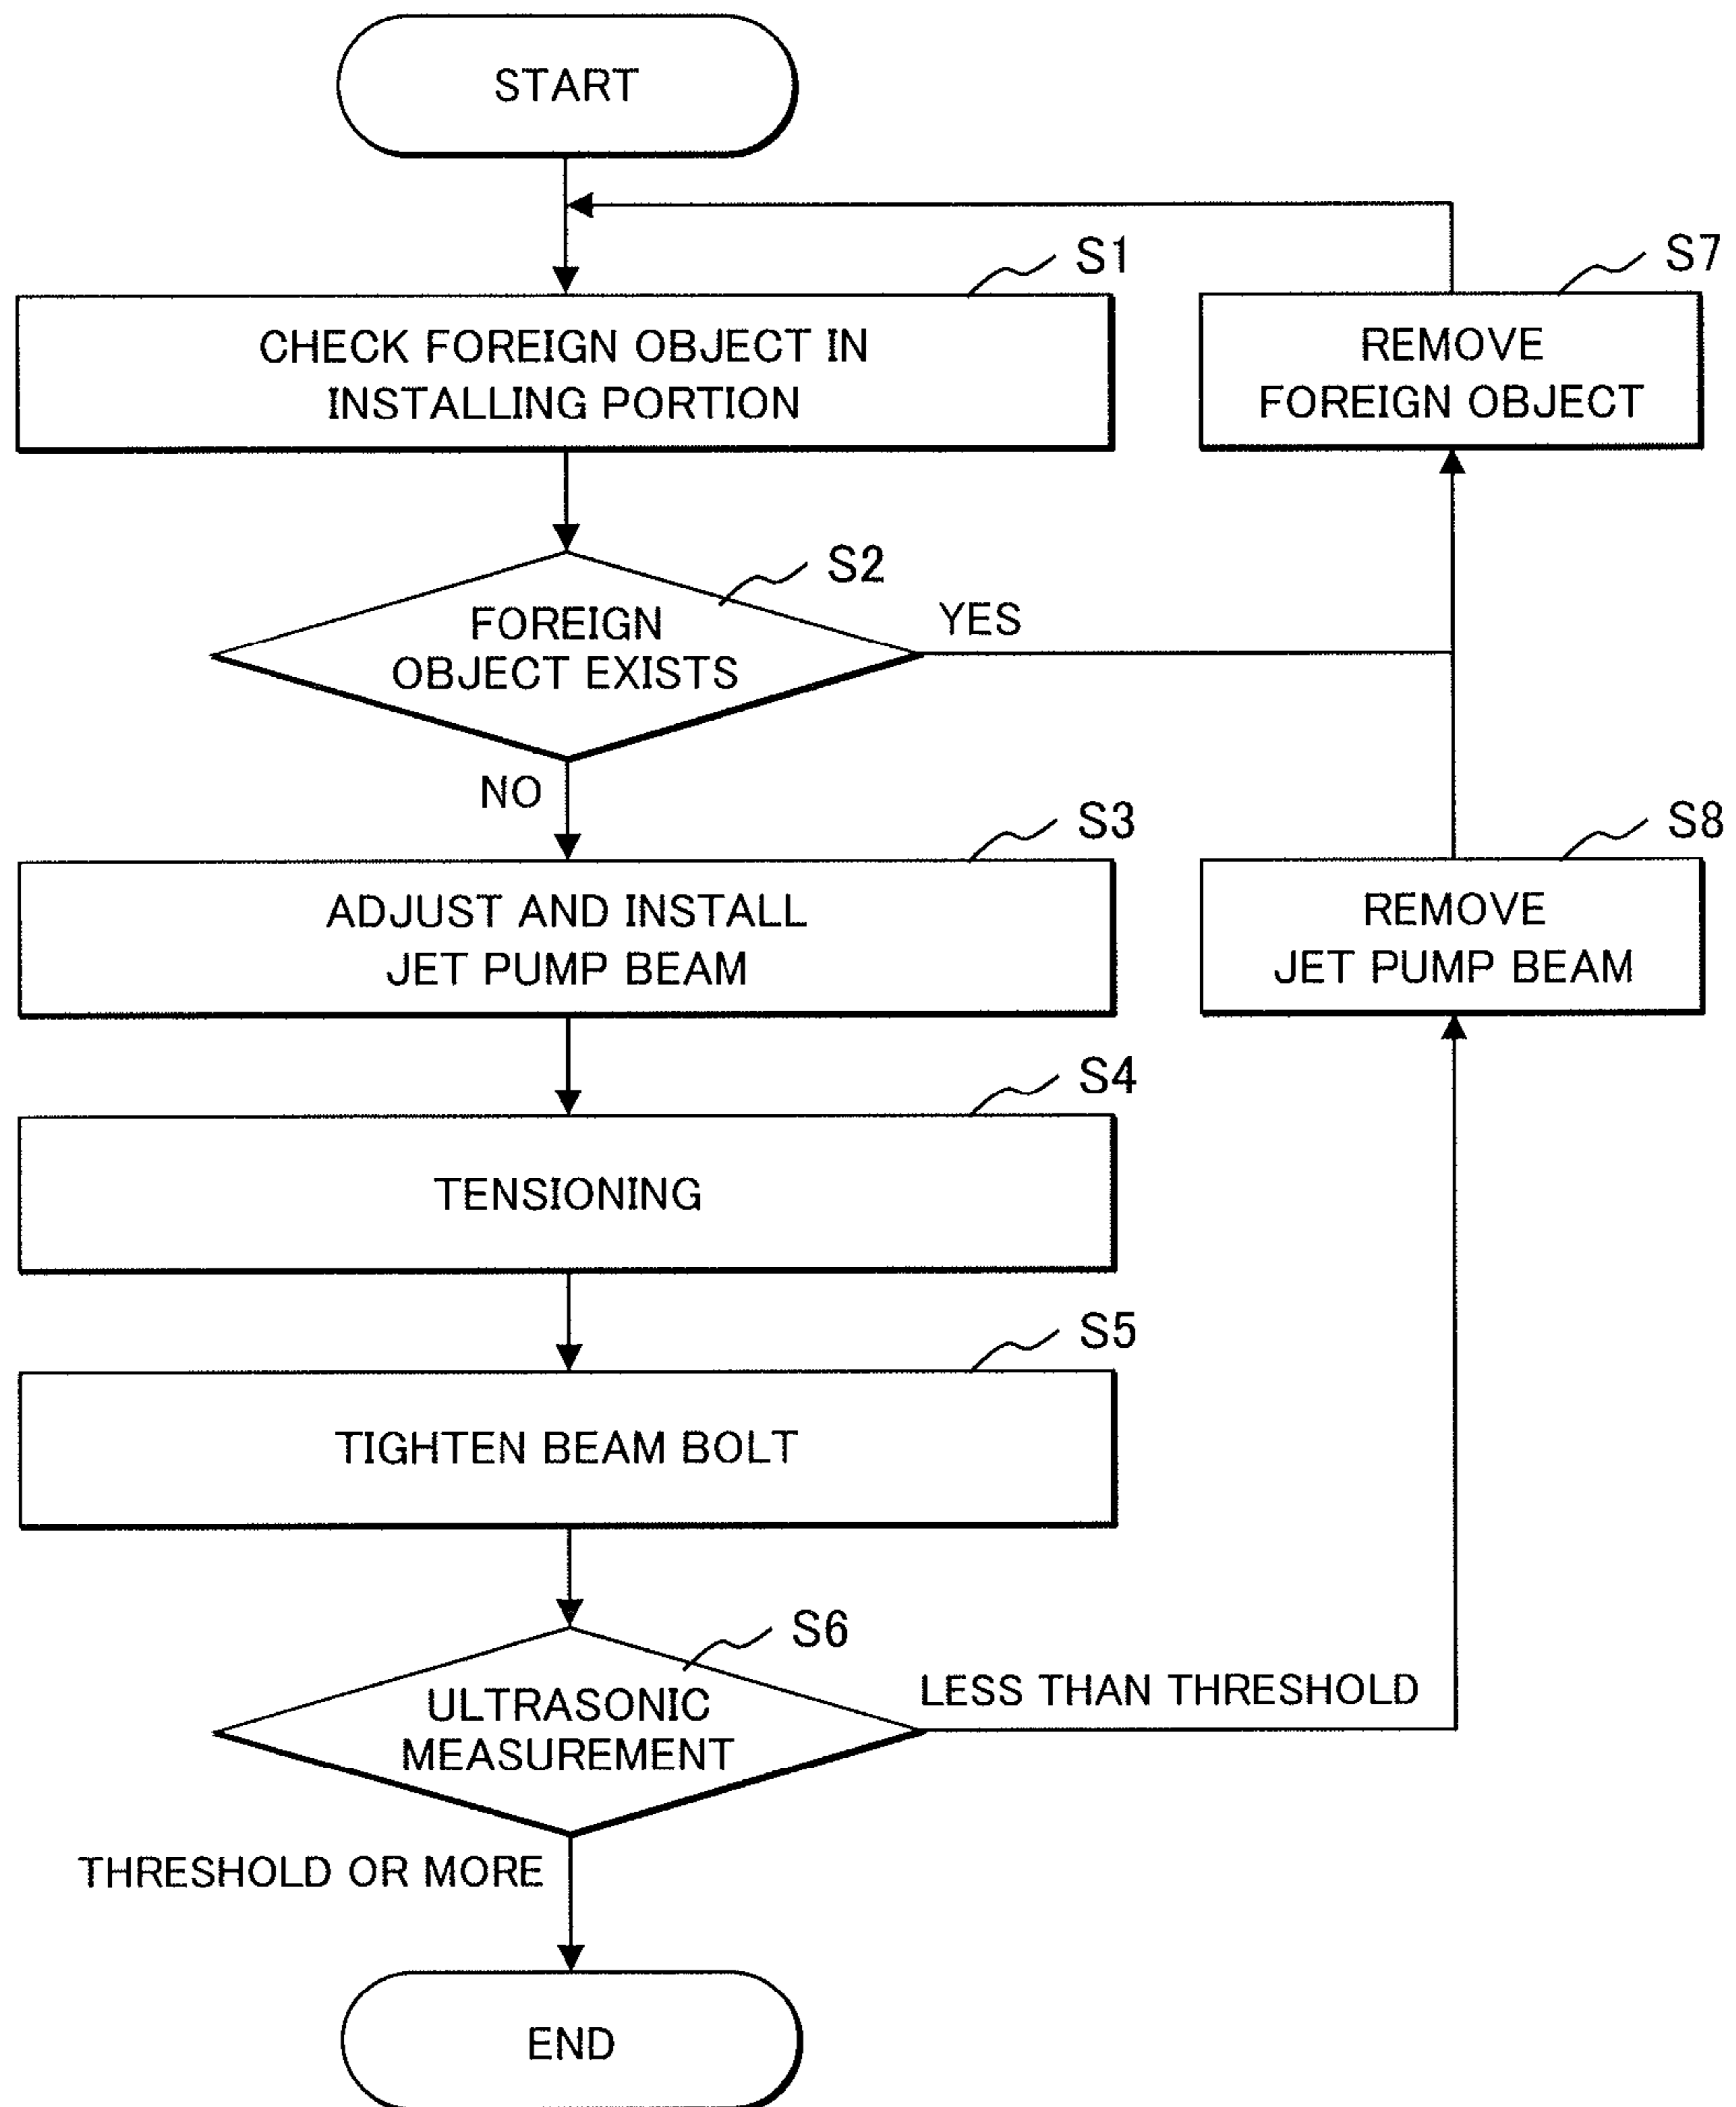 START
S1
CHECK FOREIGN OBJECT IN
INSTALLING PORTION
S7
REMOVE
FOREIGN OBJECT
S2
FOREIGN
OBJECT EXISTS
YES
NO
S3
ADJUST AND INSTALL
JET PUMP BEAM
S8
REMOVE
JET PUMP BEAM
S4
TENSIONING
S5
TIGHTEN BEAM BOLT
S6
ULTRASONIC
MEASUREMENT
LESS THAN THRESHOLD
THRESHOLD OR MORE
END